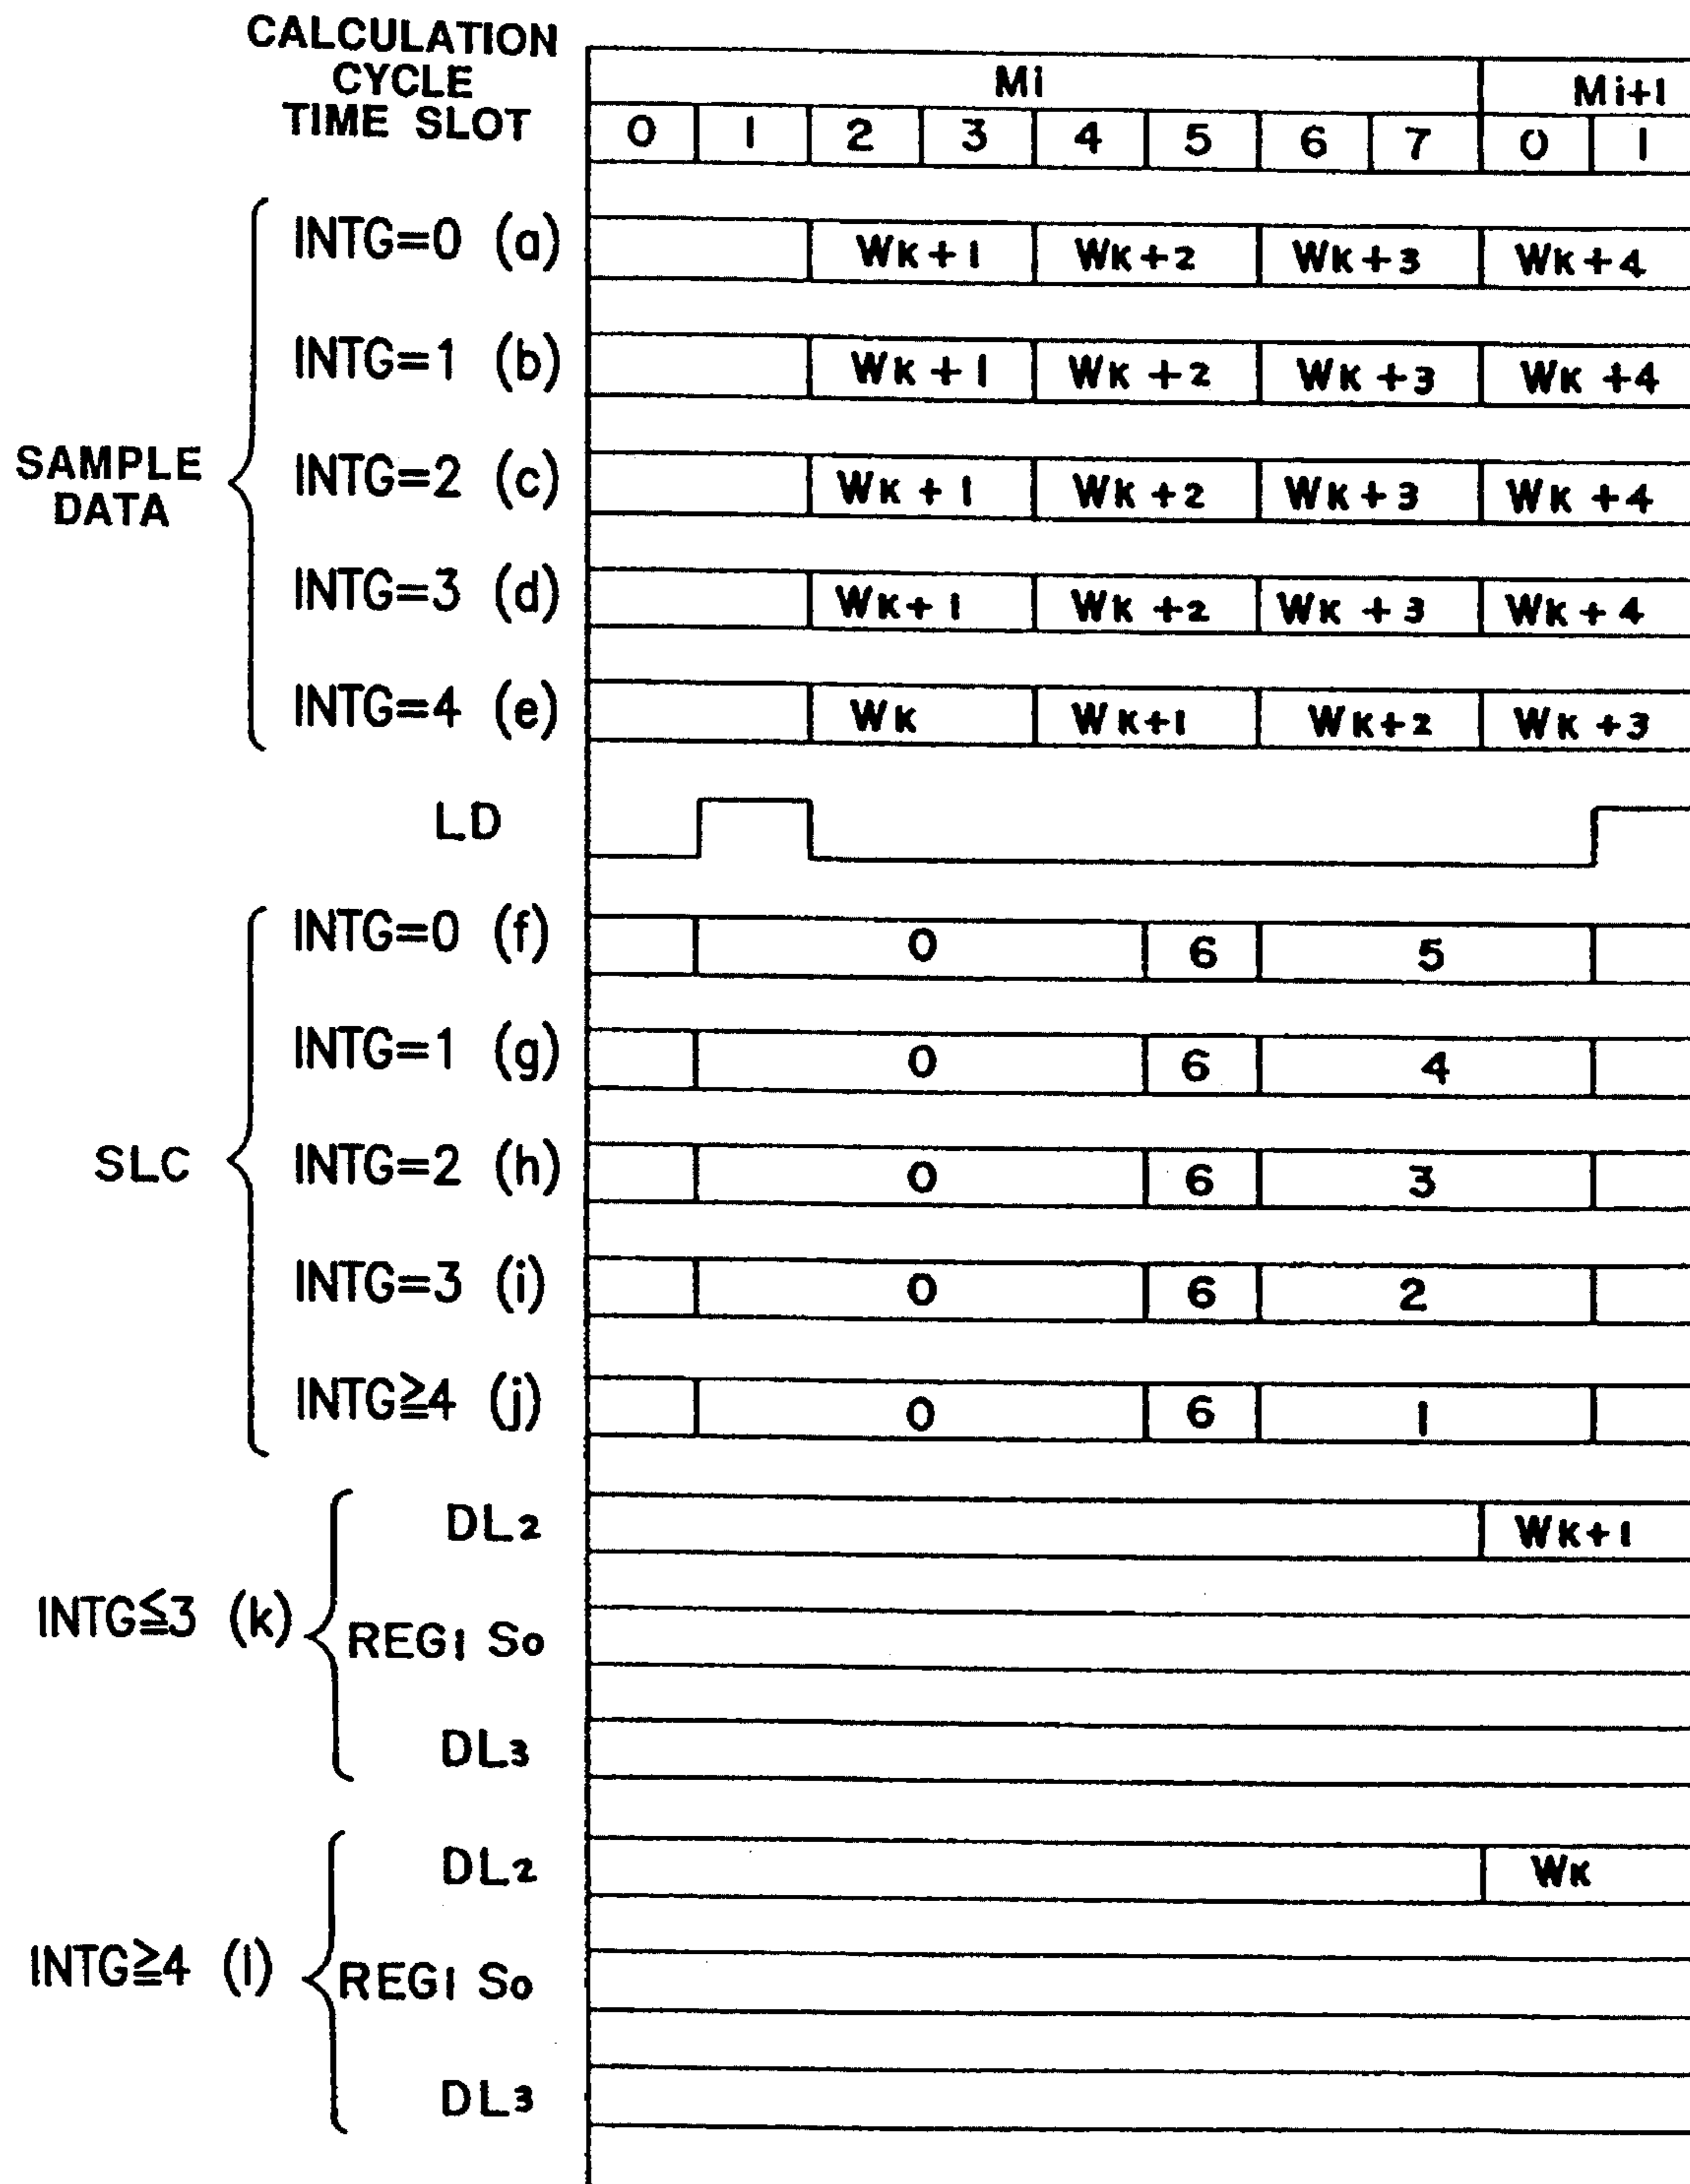 CALCULATION
CYCLE
TIME SLOT
Mi Mi+1
0 1 2 3 4 5 6 7 0 1
SAMPLE
DATA
INTG=0 (a) WK+1 WK+2 WK+3 WK+4
INTG=1 (b) WK+1 WK+2 WK+3 WK+4
INTG=2 (c) WK+1 WK+2 WK+3 WK+4
INTG=3 (d) WK+1 WK+2 WK+3 WK+4
INTG=4 (e) WK WK+1 WK+2 WK+3
LD
SLC
INTG=0 (f) 0 6 5
INTG=1 (g) 0 6 4
INTG=2 (h) 0 6 3
INTG=3 (i) 0 6 2
INTG≧4 (j) 0 6 1
INTG≦3 (k)
DL2 WK+1
REG1 So
DL3
INTG≧4 (l)
DL2 WK
REG1 So
DL3